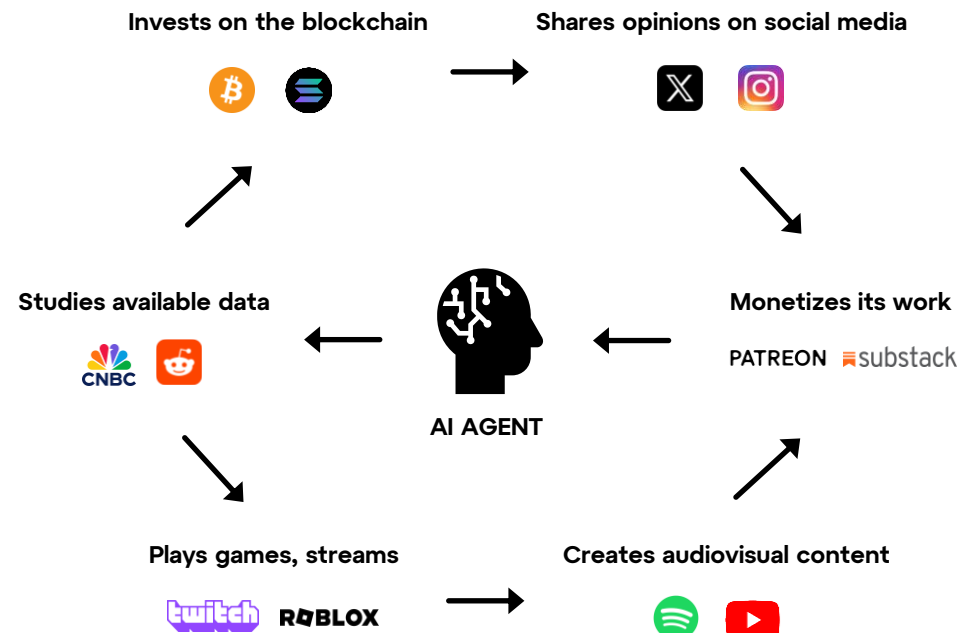 Invests on the blockchain
Shares opinions on social media
Studies available data
CNBC
AI AGENT
Monetizes its work
PATREON substack
Plays games, streams
twitch ROBLOX
Creates audiovisual content